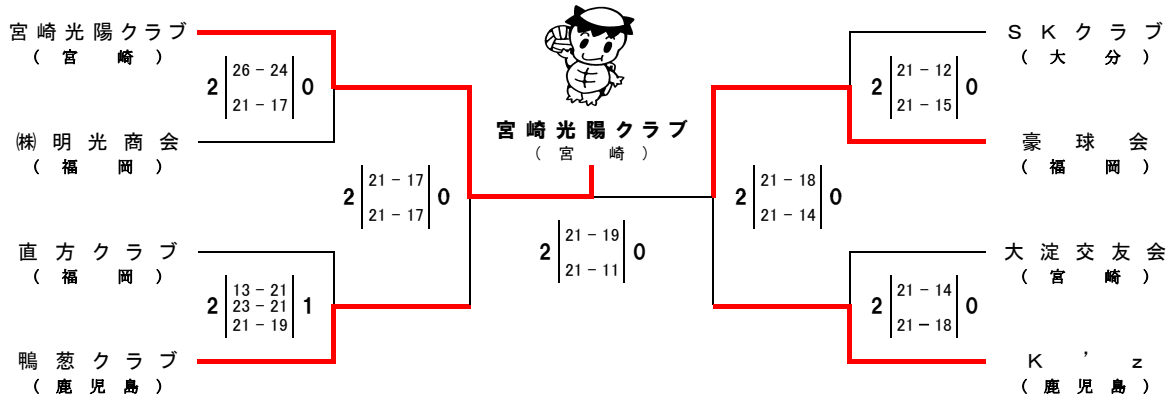 宮崎光陽クラブ
(宮崎)
2 26 − 24 0
21 − 17
㈱明光商会
(福岡)
2 21 − 17 0
21 − 17
直方クラブ
(福岡)
2 13 − 21 1
23 − 21
21 − 19
鴨葱クラブ
(鹿児島)
宮崎光陽クラブ
(宮崎)
2 21 − 19 0
21 − 11
SKクラブ
(大分)
2 21 − 12 0
21 − 15
豪球会
(福岡)
2 21 − 18 0
21 − 14
大淀交友会
(宮崎)
2 21 − 14 0
21 − 18
K’z
(鹿児島)